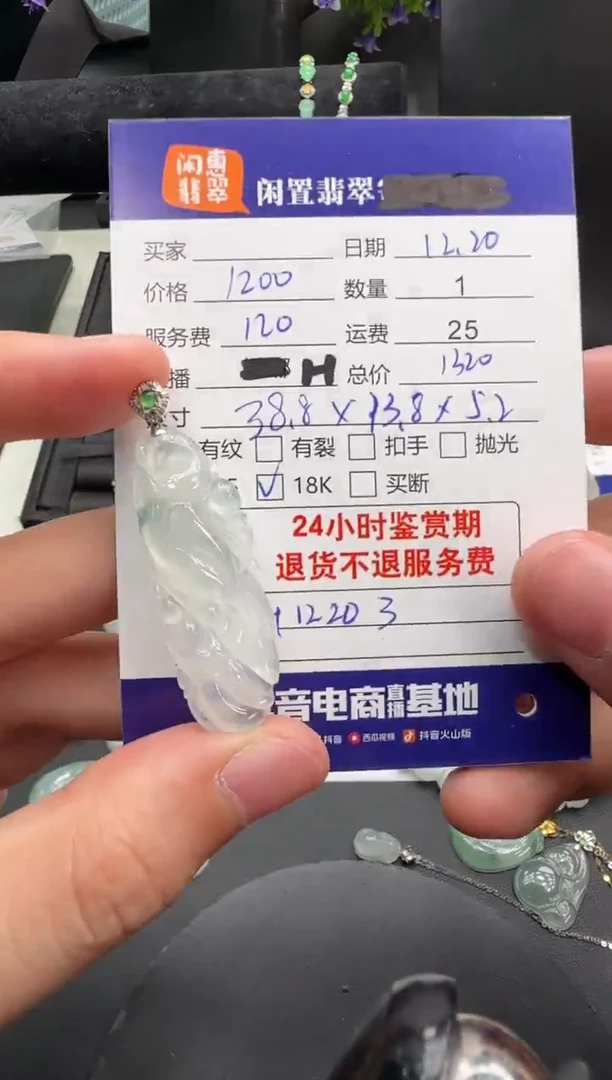 闲惠翡翠
闲置翡翠
买家 日期 12.20
价格 1200 数量 1
服务费 120 运费 25
播 H 总价 1320
寸 38.8 x 13.8 x 5.2
有纹 有裂 扣手 抛光
18K 买断
24小时鉴赏期
退货不退服务费
1220 3
音电商直播基地
抖音 西瓜视频 抖音火山版